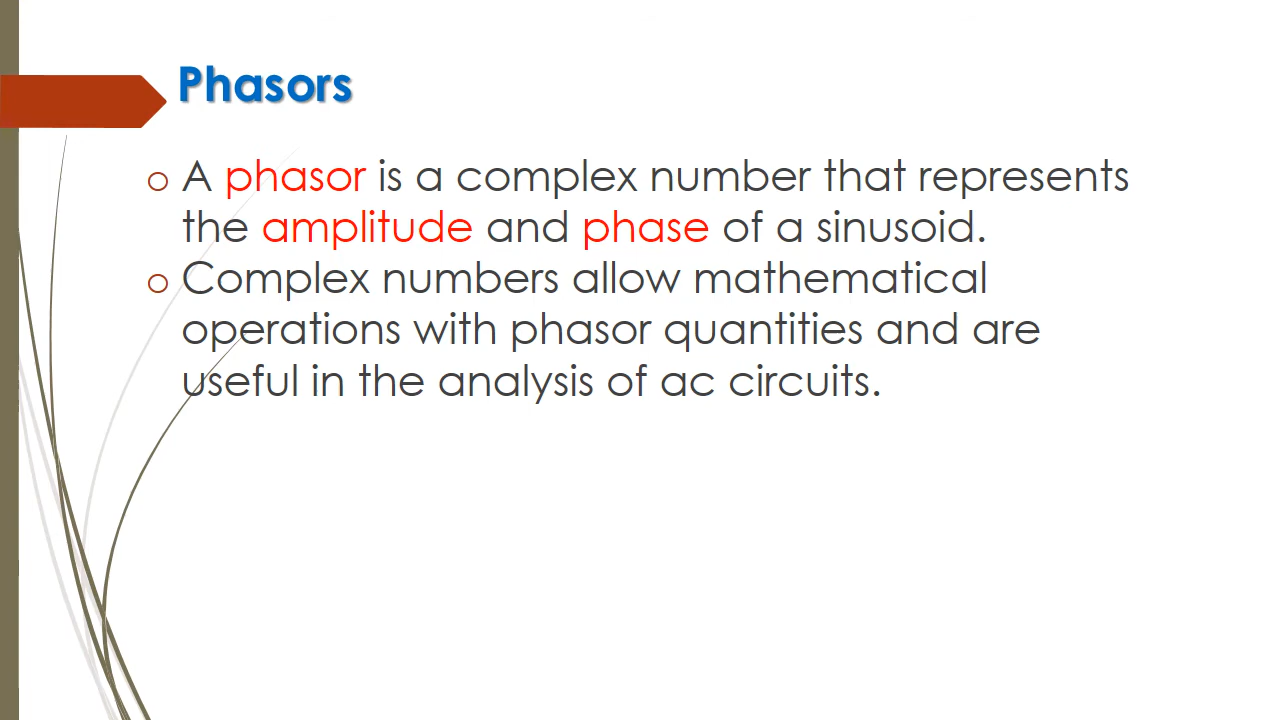 Phasors
o A phasor is a complex number that represents
the amplitude and phase of a sinusoid.
o Complex numbers allow mathematical
operations with phasor quantities and are
useful in the analysis of ac circuits.